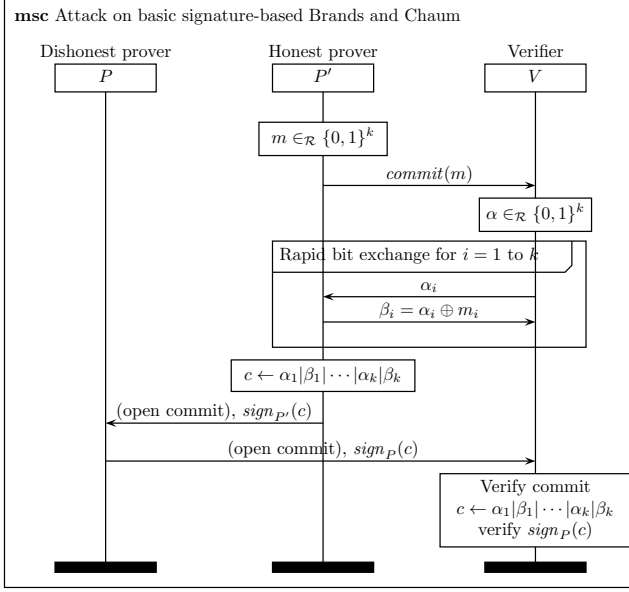 msc Attack on basic signature-based Brands and Chaum
Dishonest prover Honest prover Verifier
P P′ V
m ∈_R {0, 1}^k
commit(m)
α ∈_R {0, 1}^k
Rapid bit exchange for i = 1 to k
α_i
β_i = α_i ⊕ m_i
c ← α_1|β_1| · · · |α_k|β_k
(open commit), sign_{P′}(c)
(open commit), sign_P(c)
Verify commit
c ← α_1|β_1| · · · |α_k|β_k
verify sign_P(c)